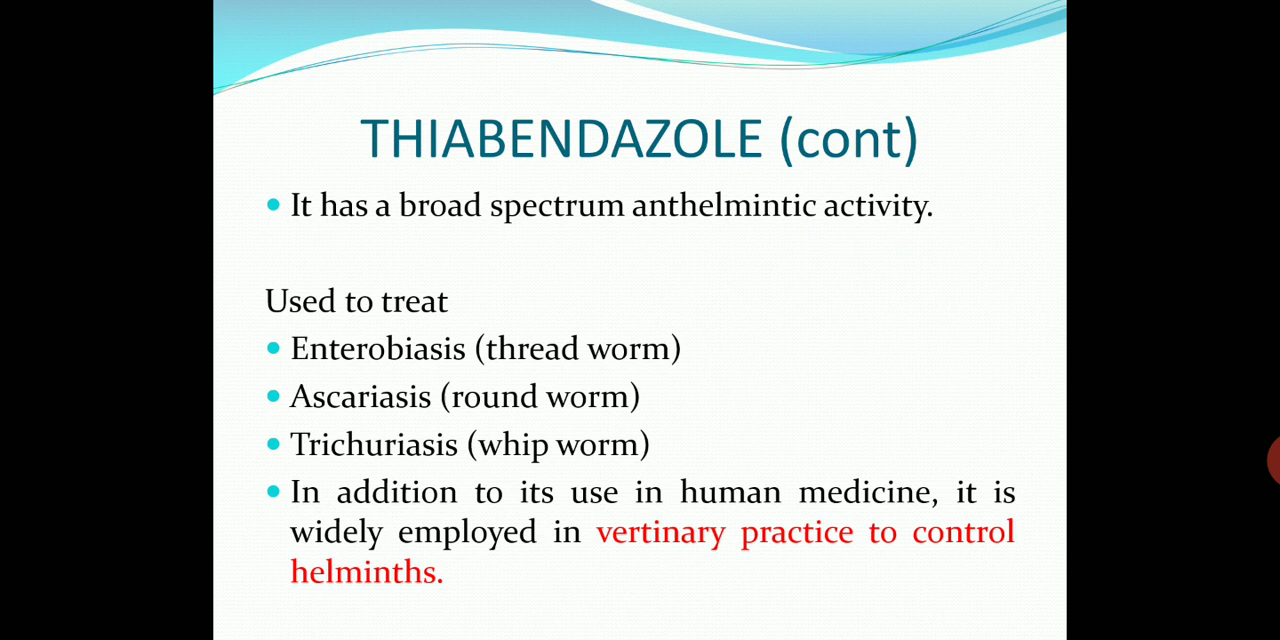 THIABENDAZOLE (cont)
• It has a broad spectrum anthelmintic activity.
Used to treat
• Enterobiasis (thread worm)
• Ascariasis (round worm)
• Trichuriasis (whip worm)
• In addition to its use in human medicine, it is
widely employed in vertinary practice to control
helminths.